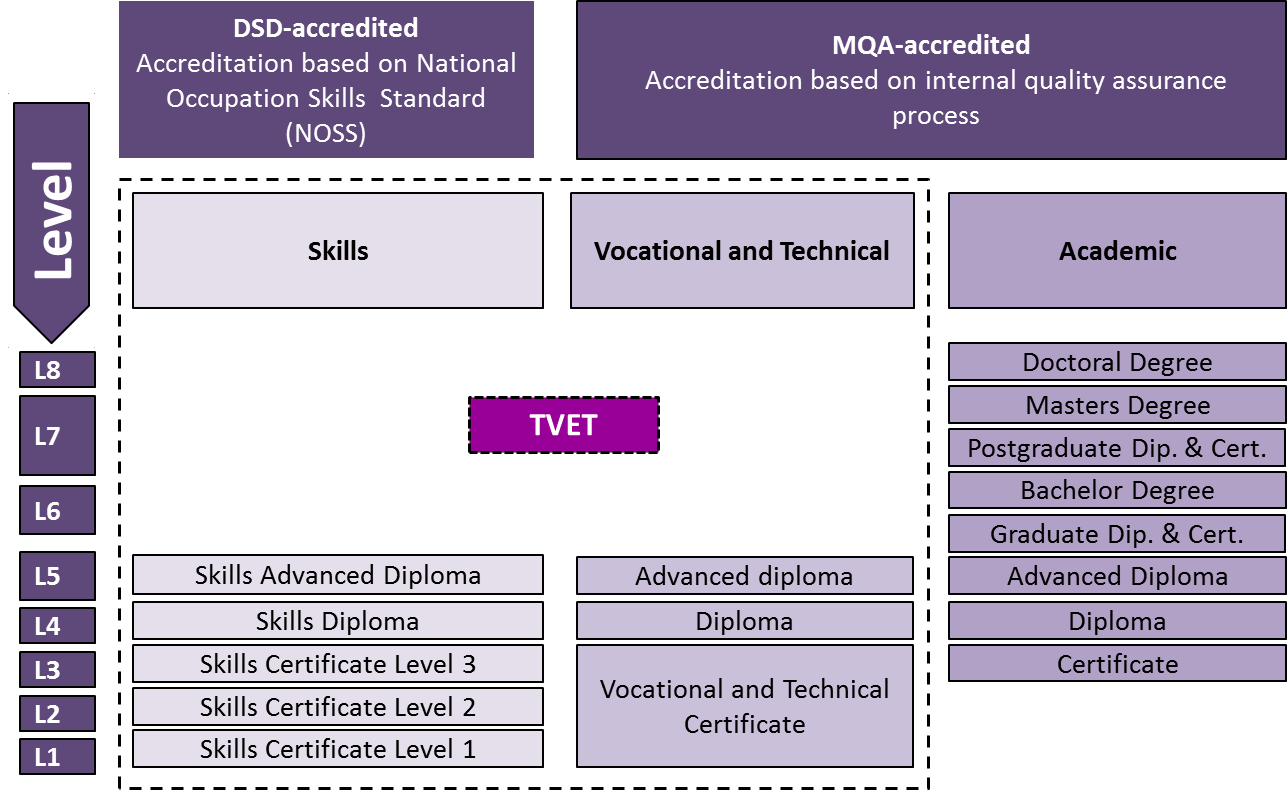 DSD-accredited
Accreditation based on National
Occupation Skills Standard
(NOSS)
MQA-accredited
Accreditation based on internal quality assurance
process
Level
Skills
Vocational and Technical
Academic
L8
Doctoral Degree
TVET
L7
Masters Degree
Postgraduate Dip. & Cert.
L6
Bachelor Degree
Graduate Dip. & Cert.
L5
Skills Advanced Diploma
Advanced diploma
Advanced Diploma
L4
Skills Diploma
Diploma
Diploma
L3
Skills Certificate Level 3
Vocational and Technical
Certificate
Certificate
L2
Skills Certificate Level 2
L1
Skills Certificate Level 1